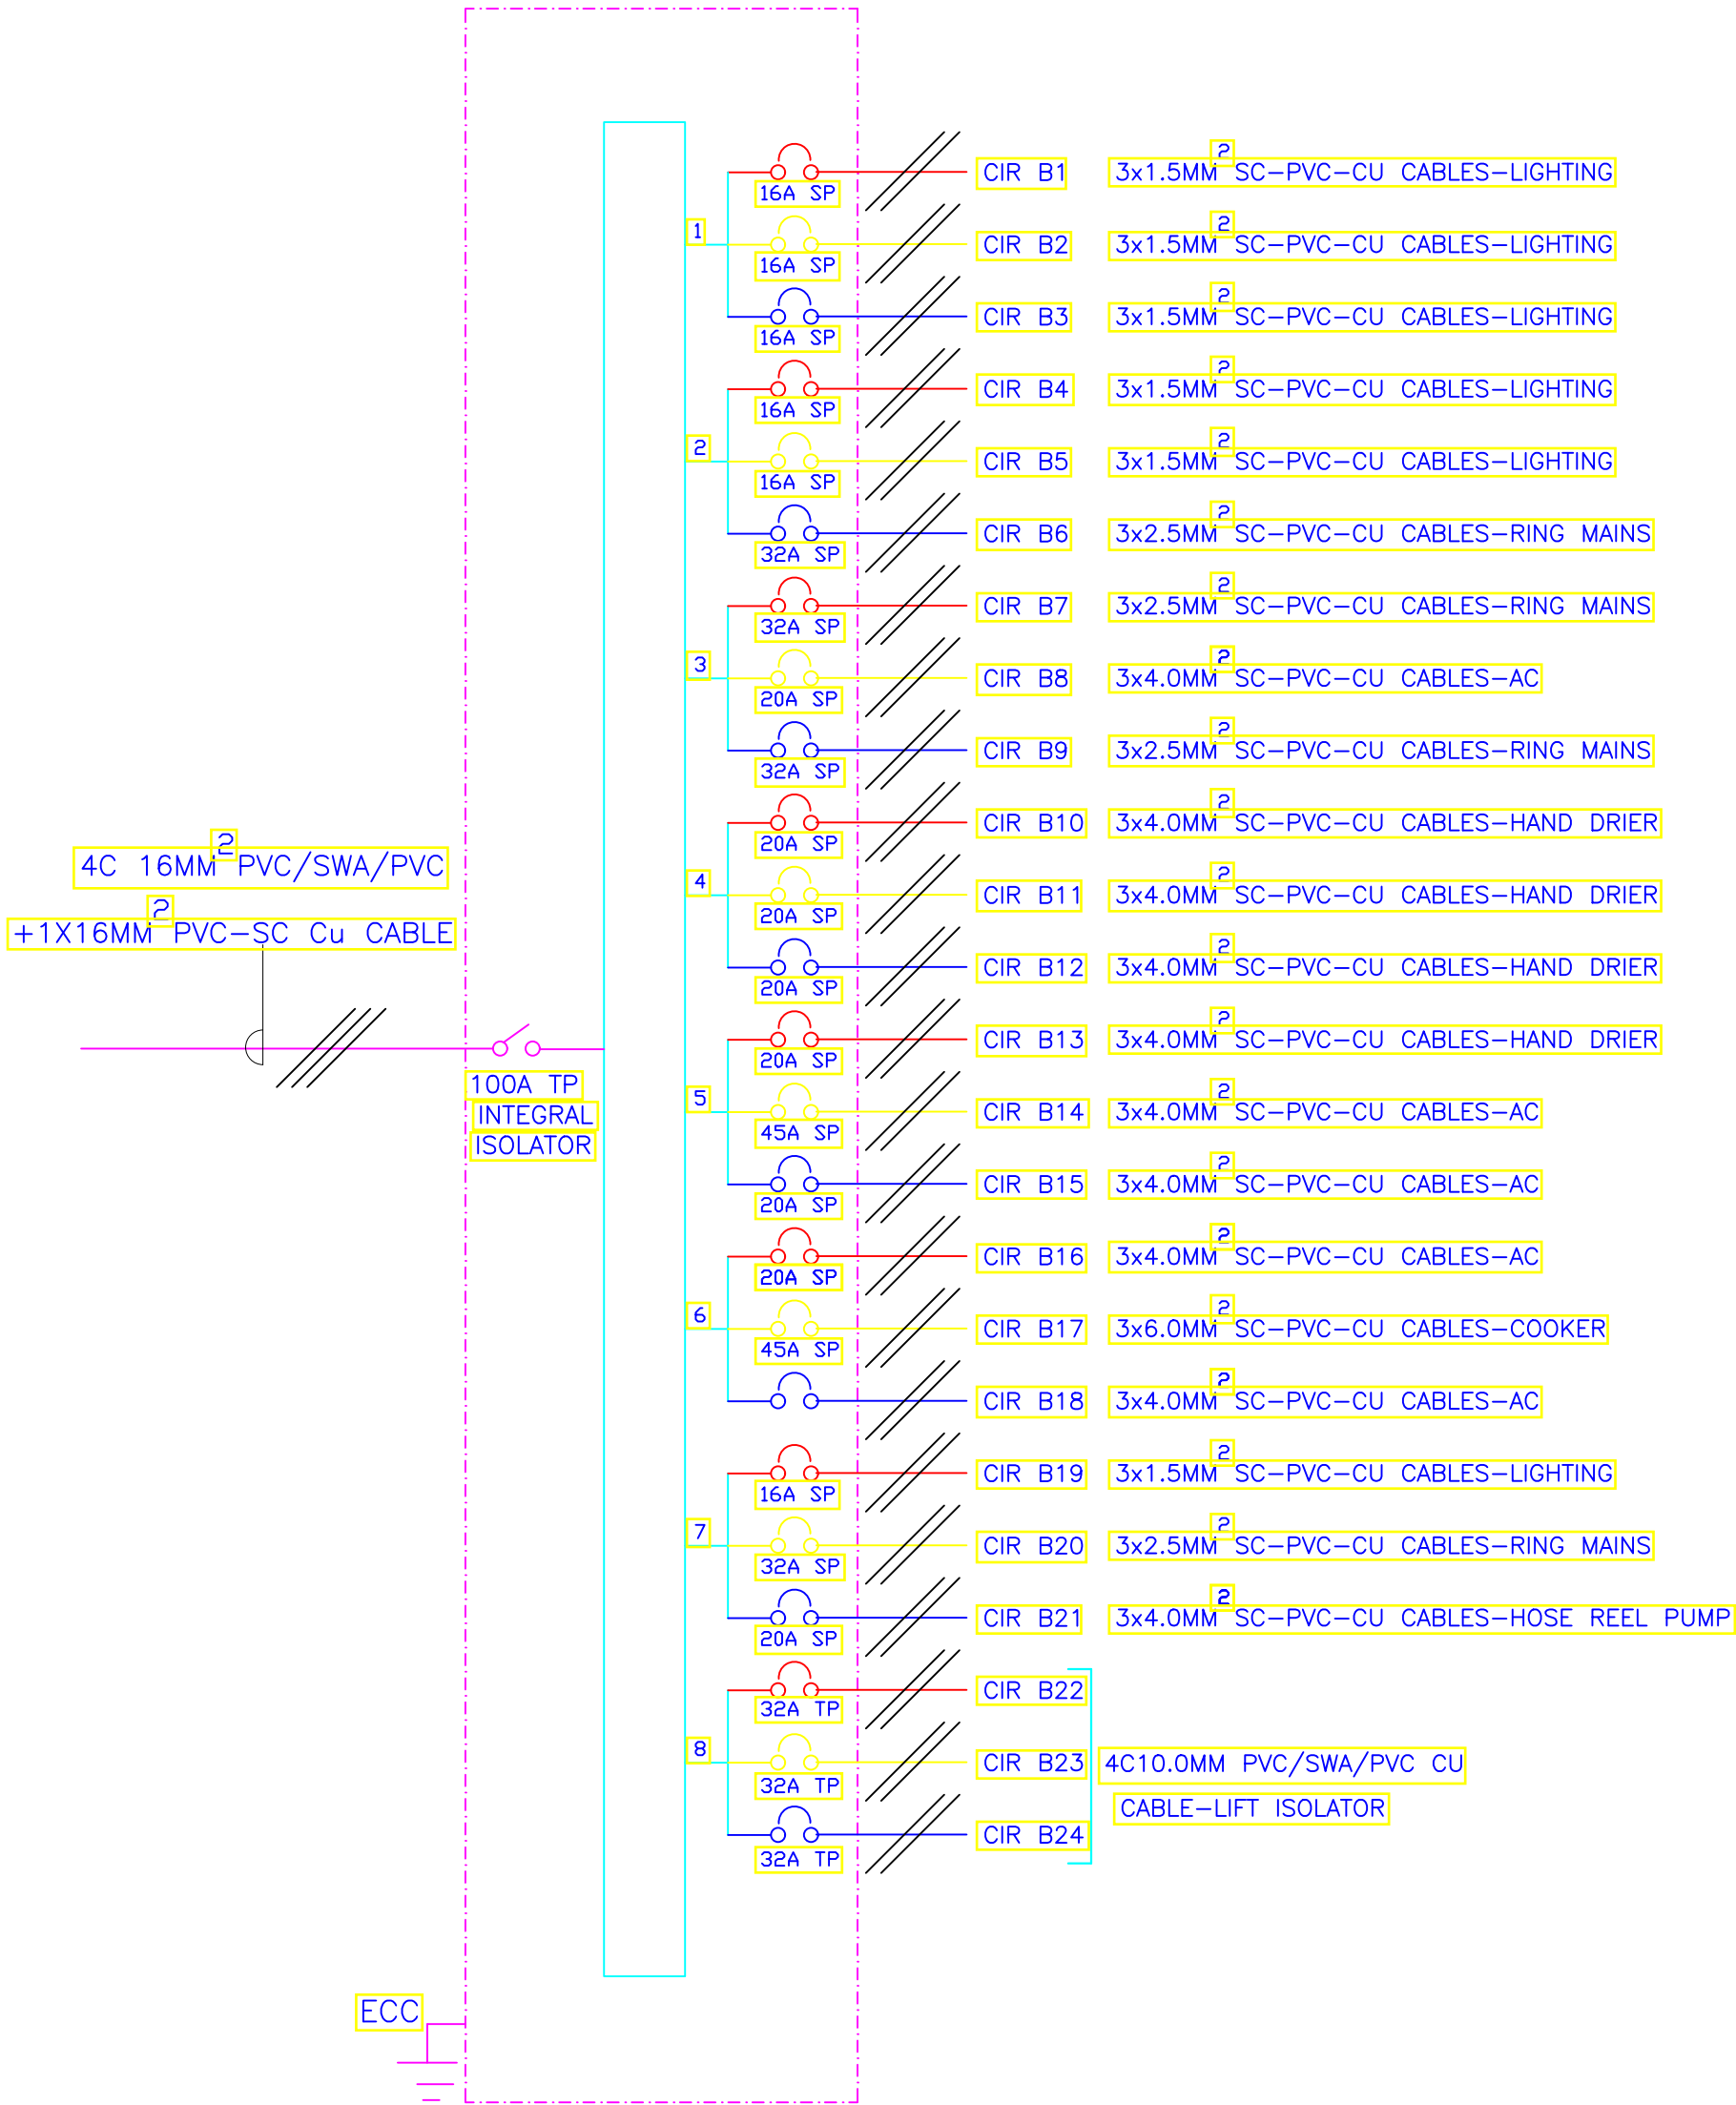 CIR B1 3x1.5MM² SC-PVC-CU CABLES-LIGHTING
16A SP
1
CIR B2 3x1.5MM² SC-PVC-CU CABLES-LIGHTING
16A SP
CIR B3 3x1.5MM² SC-PVC-CU CABLES-LIGHTING
16A SP
CIR B4 3x1.5MM² SC-PVC-CU CABLES-LIGHTING
16A SP
2
CIR B5 3x1.5MM² SC-PVC-CU CABLES-LIGHTING
16A SP
CIR B6 3x2.5MM² SC-PVC-CU CABLES-RING MAINS
32A SP
CIR B7 3x2.5MM² SC-PVC-CU CABLES-RING MAINS
32A SP
3
CIR B8 3x4.0MM² SC-PVC-CU CABLES-AC
20A SP
CIR B9 3x2.5MM² SC-PVC-CU CABLES-RING MAINS
32A SP
CIR B10 3x4.0MM² SC-PVC-CU CABLES-HAND DRIER
20A SP
4C 16MM² PVC/SWA/PVC
4
CIR B11 3x4.0MM² SC-PVC-CU CABLES-HAND DRIER
20A SP
+1X16MM² PVC-SC Cu CABLE
CIR B12 3x4.0MM² SC-PVC-CU CABLES-HAND DRIER
20A SP
CIR B13 3x4.0MM² SC-PVC-CU CABLES-HAND DRIER
20A SP
100A TP
INTEGRAL
ISOLATOR
5
CIR B14 3x4.0MM² SC-PVC-CU CABLES-AC
45A SP
CIR B15 3x4.0MM² SC-PVC-CU CABLES-AC
20A SP
CIR B16 3x4.0MM² SC-PVC-CU CABLES-AC
20A SP
6
CIR B17 3x6.0MM² SC-PVC-CU CABLES-COOKER
45A SP
CIR B18 3x4.0MM² SC-PVC-CU CABLES-AC
CIR B19 3x1.5MM² SC-PVC-CU CABLES-LIGHTING
16A SP
7
CIR B20 3x2.5MM² SC-PVC-CU CABLES-RING MAINS
32A SP
CIR B21 3x4.0MM² SC-PVC-CU CABLES-HOSE REEL PUMP
20A SP
CIR B22
32A TP
8
CIR B23 4C10.0MM PVC/SWA/PVC CU
32A TP
CABLE-LIFT ISOLATOR
CIR B24
32A TP
ECC